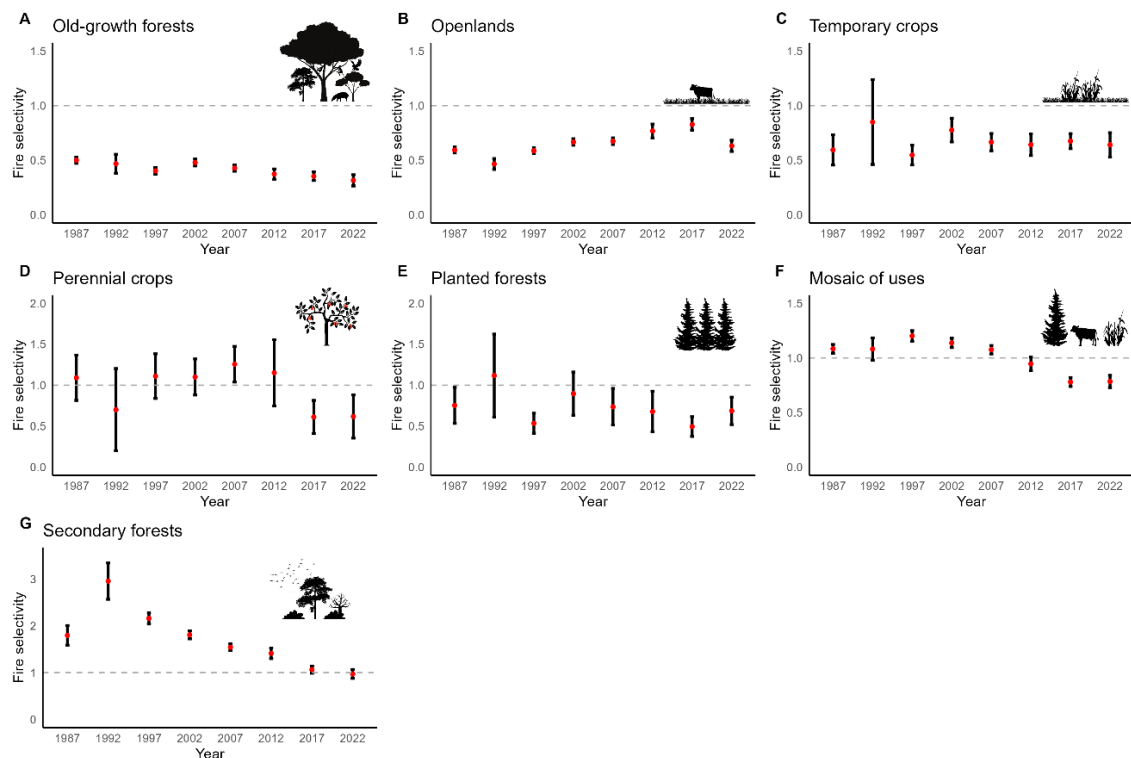 A Old-growth forests
Fire selectivity
1.5
1.0
0.5
0.0
1987 1992 1997 2002 2007 2012 2017 2022
Year
B Openlands
Fire selectivity
1.5
1.0
0.5
0.0
1987 1992 1997 2002 2007 2012 2017 2022
Year
C Temporary crops
Fire selectivity
1.5
1.0
0.5
0.0
1987 1992 1997 2002 2007 2012 2017 2022
Year
D Perennial crops
Fire selectivity
2.0
1.5
1.0
0.5
0.0
1987 1992 1997 2002 2007 2012 2017 2022
Year
E Planted forests
Fire selectivity
2.0
1.5
1.0
0.5
0.0
1987 1992 1997 2002 2007 2012 2017 2022
Year
F Mosaic of uses
Fire selectivity
1.5
1.0
0.5
0.0
1987 1992 1997 2002 2007 2012 2017 2022
Year
G Secondary forests
Fire selectivity
3
2
1
0
1987 1992 1997 2002 2007 2012 2017 2022
Year